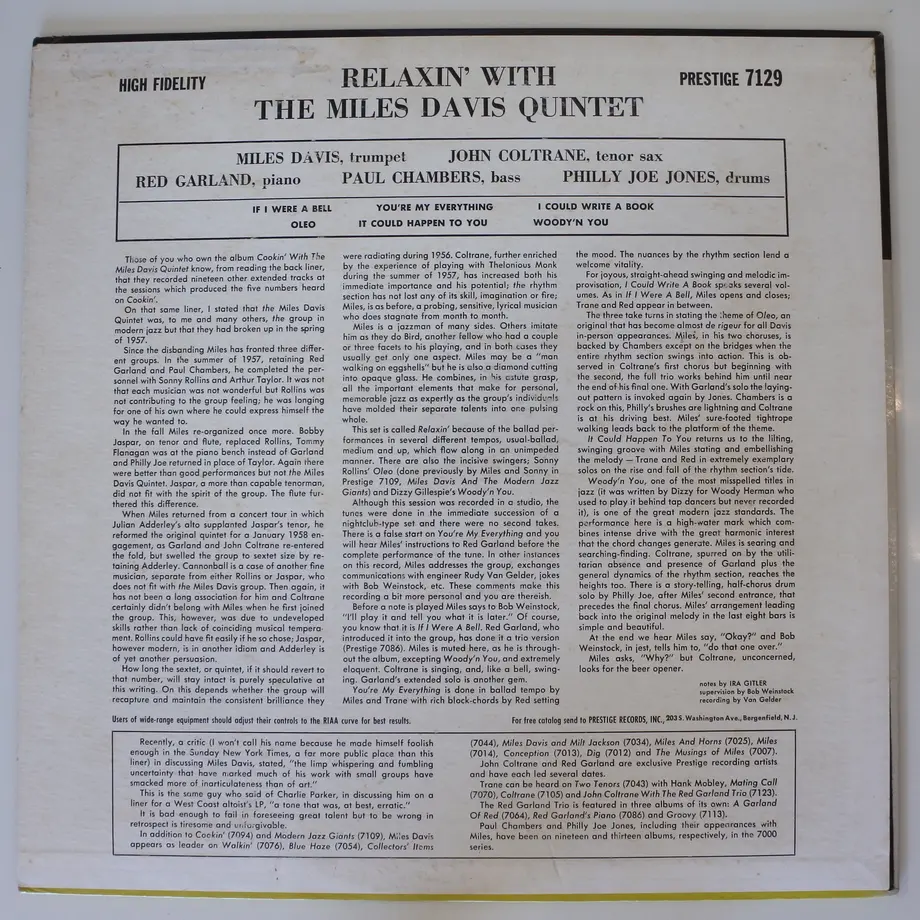 HIGH FIDELITY
RELAXIN' WITH
THE MILES DAVIS QUINTET
PRESTIGE 7129
MILES DAVIS, trumpet JOHN COLTRANE, tenor sax
RED GARLAND, piano PAUL CHAMBERS, bass PHILLY JOE JONES, drums
IF I WERE A BELL YOU'RE MY EVERYTHING I COULD WRITE A BOOK
OLEO IT COULD HAPPEN TO YOU WOODY'N YOU
Those of you who own the album Cookin' With The
Miles Davis Quintet know, from reading the back liner,
that they recorded nineteen other extended tracks at
the sessions which produced the five numbers heard
on Cookin'.
On that same liner, I stated that the Miles Davis
Quintet was, to me and many others, the group in
modern jazz but that they had broken up in the spring
of 1957.
Since the disbanding Miles has fronted three differ-
ent groups. In the summer of 1957, retaining Red
Garland and Paul Chambers, he completed the per-
sonnel with Sonny Rollins and Arthur Taylor. It was not
that each musician was not wonderful but Rollins was
not contributing to the group feeling; he was longing
for one of his own where he could express himself the
way he wanted to.
In the fall Miles re-organized once more. Bobby
Jaspar, on tenor and flute, replaced Rollins, Tommy
Flanagan was at the piano bench instead of Garland
and Philly Joe returned in place of Taylor. Again there
were better than good performances but not the Miles
Davis Quintet. Jaspar, a more than capable tenorman,
did not fit with the spirit of the group. The flute fur-
thered this difference.
When Miles returned from a concert tour in which
Julian Adderley's alto supplanted Jaspar's tenor, he
reformed the original quintet for a January 1958 en-
gagement, as Garland and John Coltrane re-entered
the fold, but swelled the group to sextet size by re-
taining Adderley. Cannonball is a case of another fine
musician, separate from either Rollins or Jaspar, who
does not fit with the Miles Davis group. Then again, it
has not been a long association for him and Coltrane
certainly didn't belong with Miles when he first joined
the group. This, however, was due to undeveloped
skills rather than lack of coinciding musical tempera-
ment. Rollins could have fit easily if he so chose; Jaspar,
however modern, is in another idiom and Adderley is
of yet another persuasion.
How long the sextet, or quintet, if it should revert to
that number, will stay intact is purely speculative at
this writing. On this depends whether the group will
recapture and maintain the consistent brilliance they
were radiating during 1956. Coltrane, further enriched
by the experience of playing with Thelonious Monk
during the summer of 1957, has increased both his
immediate importance and his potential; the rhythm
section has not lost any of its skill, imagination or fire;
Miles, is as before, a probing, sensitive, lyrical musician
who does stagnate from month to month.
Miles is a jazzman of many sides. Others imitate
him as they do Bird, another fellow who had a couple
or three facets to his playing, and in both cases they
usually get only one aspect. Miles may be a "man
walking on eggshells" but he is also a diamond cutting
into opaque glass. He combines, in his astute grasp,
all the important elements that make for personal,
memorable jazz as expertly as the group's individuals
have molded their separate talents into one pulsing
whole.
This set is called Relaxin' because of the ballad per-
formances in several different tempos, usual-ballad,
medium and up, which flow along in an unimpeded
manner. There are also the incisive swingers; Sonny
Rollins' Oleo (done previously by Miles and Sonny in
Prestige 7109, Miles Davis And The Modern Jazz
Giants) and Dizzy Gillespie's Woody'n You.
Although this session was recorded in a studio, the
tunes were done in the immediate succession of a
nightclub-type set and there were no second takes.
There is a false start on You're My Everything and you
will hear Miles' instructions to Red Garland before the
complete performance of the tune. In other instances
on this record, Miles addresses the group, exchanges
communications with engineer Rudy Van Gelder, jokes
with Bob Weinstock, etc. These comments make this
recording a bit more personal and you are thereish.
Before a note is played Miles says to Bob Weinstock,
"I'll play it and tell you what it is later." Of course,
you know that it is If I Were A Bell. Red Garland, who
introduced it into the group, has done it a trio version
(Prestige 7086). Miles is muted here, as he is through-
out the album, excepting Woody'n You, and extremely
eloquent. Coltrane is singing, and, like a bell, swing-
ing. Garland's extended solo is another gem.
You're My Everything is done in ballad tempo by
Miles and Trane with rich block-chords by Red setting
the mood. The nuances by the rhythm section lend a
welcome vitality.
For joyous, straight-ahead swinging and melodic im-
provisation, I Could Write A Book speaks several vol-
umes. As in If I Were A Bell, Miles opens and closes;
Trane and Red appear in between.
The three take turns in stating the theme of Oleo, an
original that has become almost de rigeur for all Davis
in-person appearances. Miles, in his two choruses, is
backed by Chambers except on the bridges when the
entire rhythm section swings into action. This is ob-
served in Coltrane's first chorus but beginning with
the second, the full trio works behind him until near
the end of his final one. With Garland's solo the laying-
out pattern is invoked again by Jones. Chambers is a
rock on this, Philly's brushes are lightning and Coltrane
is at his driving best. Miles' sure-footed tightrope
walking leads back to the platform of the theme.
It Could Happen To You returns us to the lilting,
swinging groove with Miles stating and embellishing
the melody — Trane and Red in extremely exemplary
solos on the rise and fall of the rhythm section's tide.
Woody'n You, one of the most misspelled titles in
jazz (it was written by Dizzy for Woody Herman who
used to play it behind tap dancers but never recorded
it), is one of the great modern jazz standards. The
performance here is a high-water mark which com-
bines intense drive with the great harmonic interest
that the chord changes generate. Miles is searing and
searching-finding. Coltrane, spurred on by the utili-
tarian absence and presence of Garland plus the
general dynamics of the rhythm section, reaches the
heights too. There is a story-telling, half-chorus drum
solo by Philly Joe, after Miles' second entrance, that
precedes the final chorus. Miles' arrangement leading
back into the original melody in the last eight bars is
simple and beautiful.
At the end we hear Miles say, "Okay?" and Bob
Weinstock, in jest, tells him to, "do that one over."
Miles asks, "Why?" but Coltrane, unconcerned,
looks for the beer opener.
notes by IRA GITLER
supervision by Bob Weinstock
recording by Van Gelder
Users of wide-range equipment should adjust their controls to the RIAA curve for best results.
For free catalog send to PRESTIGE RECORDS, INC., 203 S. Washington Ave., Bergenfield, N. J.
Recently, a critic (I won't call his name because he made himself foolish
enough in the Sunday New York Times, a far more public place than this
liner) in discussing Miles Davis, stated, "the limp whispering and fumbling
uncertainty that have marked much of his work with small groups have
smacked more of inarticulateness than of art."
This is the same guy who said of Charlie Parker, in discussing him on a
liner for a West Coast altoist's LP, "a tone that was, at best, erratic."
It is bad enough to fail in foreseeing great talent but to be wrong in
retrospect is tiresome and unforgivable.
In addition to Cookin' (7094) and Modern Jazz Giants (7109), Miles Davis
appears as leader on Walkin' (7076), Blue Haze (7054), Collectors' Items
(7044), Miles Davis and Milt Jackson (7034), Miles And Horns (7025), Miles
(7014), Conception (7013), Dig (7012) and The Musings of Miles (7007).
John Coltrane and Red Garland are exclusive Prestige recording artists
and have each led several dates.
Trane can be heard on Two Tenors (7043) with Hank Mobley, Mating Call
(7070), Coltrane (7105) and John Coltrane With The Red Garland Trio (7123).
The Red Garland Trio is featured in three albums of its own: A Garland
Of Red (7064), Red Garland's Piano (7086) and Groovy (7113).
Paul Chambers and Philly Joe Jones, including their appearances with
Miles, have been on nineteen and thirteen albums, respectively, in the 7000
series.